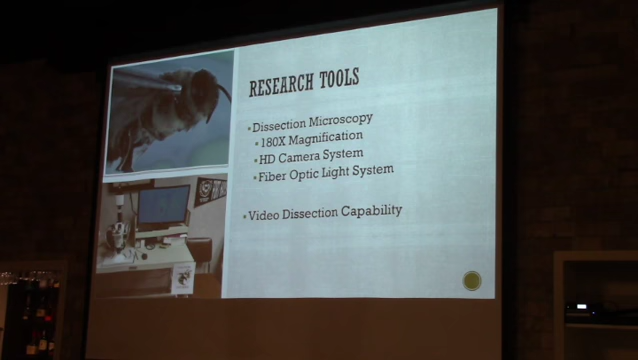 RESEARCH TOOLS
▪Dissection Microscopy
▪180X Magnification
▪HD Camera System
▪Fiber Optic Light System
▪Video Dissection Capability